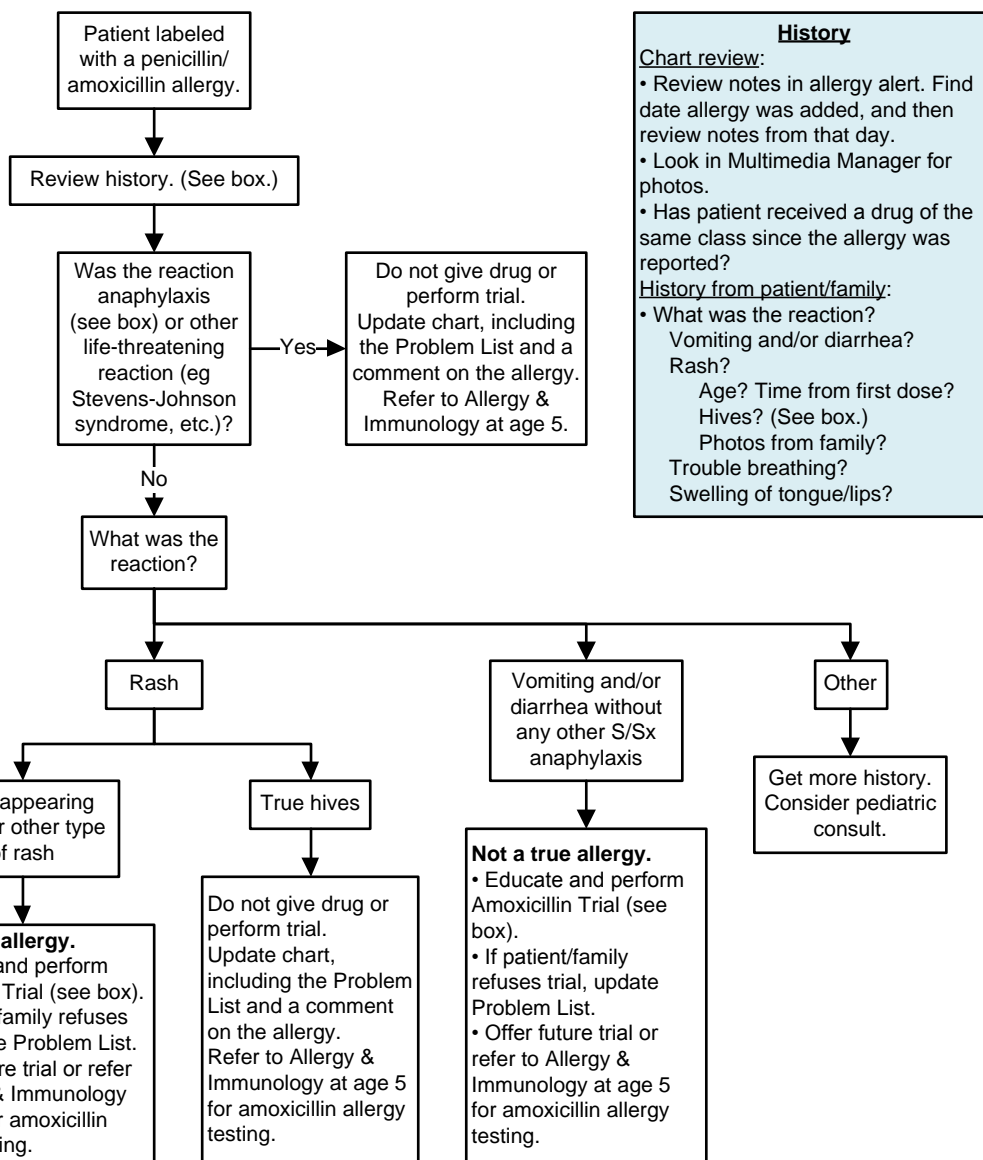 Patient labeled
with a penicillin/
amoxicillin allergy.
Review history. (See box.)
Was the reaction
anaphylaxis
(see box) or other
life-threatening
reaction (eg
Stevens-Johnson
syndrome, etc.)?
Yes
Do not give drug or
perform trial.
Update chart, including
the Problem List and a
comment on the allergy.
Refer to Allergy &
Immunology at age 5.
History
Chart review:
• Review notes in allergy alert. Find
date allergy was added, and then
review notes from that day.
• Look in Multimedia Manager for
photos.
• Has patient received a drug of the
same class since the allergy was
reported?
History from patient/family:
• What was the reaction?
Vomiting and/or diarrhea?
Rash?
Age? Time from first dose?
Hives? (See box.)
Photos from family?
Trouble breathing?
Swelling of tongue/lips?
No
What was the
reaction?
Rash
Vomiting and/or
diarrhea without
any other S/Sx
anaphylaxis
Other
appearing
other type
rash
True hives
Get more history.
Consider pediatric
consult.
allergy.
and perform
Trial (see box).
family refuses
Problem List.
trial or refer
& Immunology
amoxicillin
Do not give drug or
perform trial.
Update chart,
including the Problem
List and a comment
on the allergy.
Refer to Allergy &
Immunology at age 5
for amoxicillin allergy
testing.
Not a true allergy.
• Educate and perform
Amoxicillin Trial (see
box).
• If patient/family
refuses trial, update
Problem List.
• Offer future trial or
refer to Allergy &
Immunology at age 5
for amoxicillin allergy
testing.